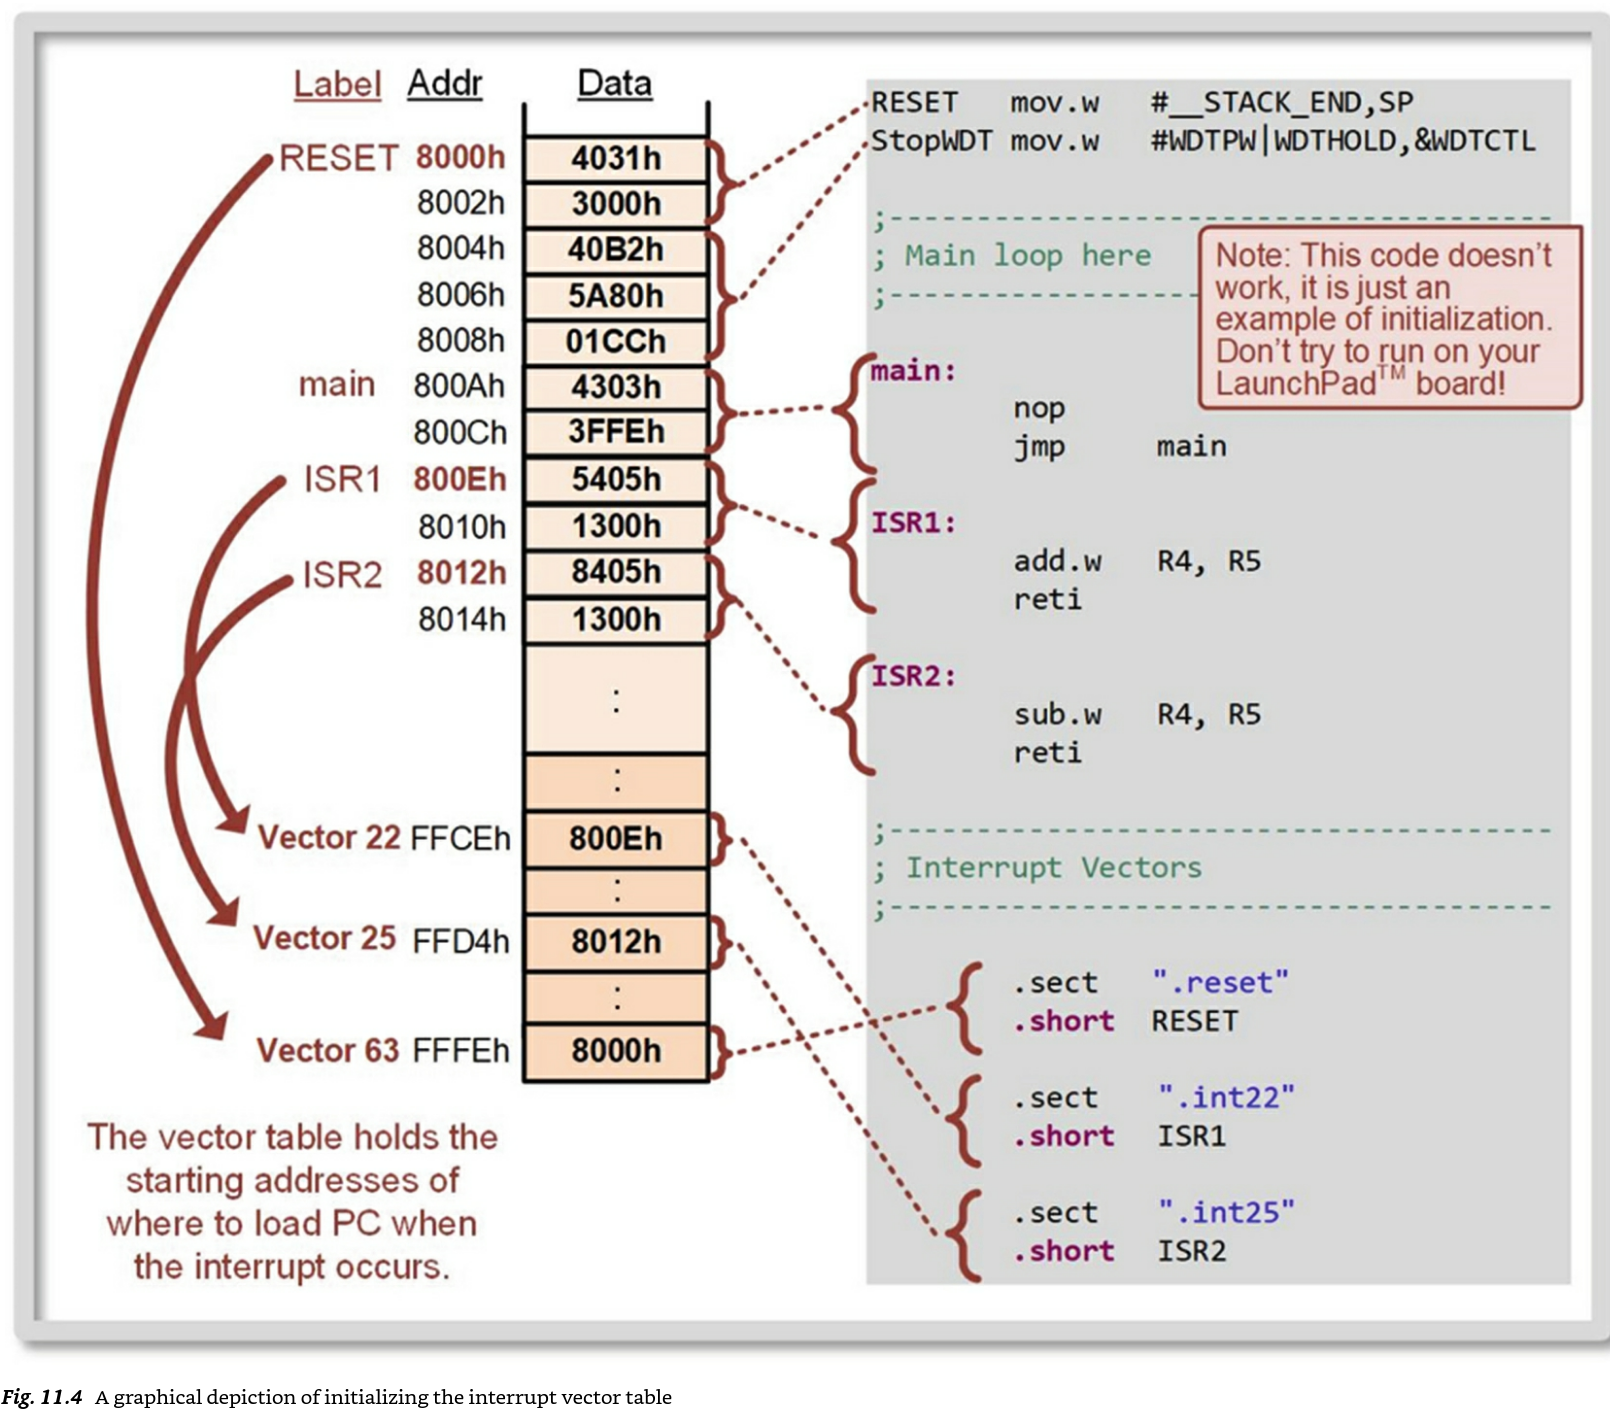 Label Addr Data
RESET 8000h 4031h
8002h 3000h
8004h 40B2h
8006h 5A80h
8008h 01CCh
main 800Ah 4303h
800Ch 3FFEh
ISR1 800Eh 5405h
8010h 1300h
ISR2 8012h 8405h
8014h 1300h
:
:
Vector 22 FFCEh 800Eh
:
Vector 25 FFD4h 8012h
:
Vector 63 FFFEh 8000h
The vector table holds the
starting addresses of
where to load PC when
the interrupt occurs.
RESET mov.w #__STACK_END,SP
StopWDT mov.w #WDTPW|WDTHOLD,&WDTCTL
;---------------------------------------
; Main loop here
;------------------
Note: This code doesn’t
work, it is just an
example of initialization.
Don’t try to run on your
LaunchPad™ board!
main:
nop
jmp main
ISR1:
add.w R4, R5
reti
ISR2:
sub.w R4, R5
reti
;---------------------------------------
; Interrupt Vectors
;---------------------------------------
.sect ".reset"
.short RESET
.sect ".int22"
.short ISR1
.sect ".int25"
.short ISR2
Fig. 11.4 A graphical depiction of initializing the interrupt vector table